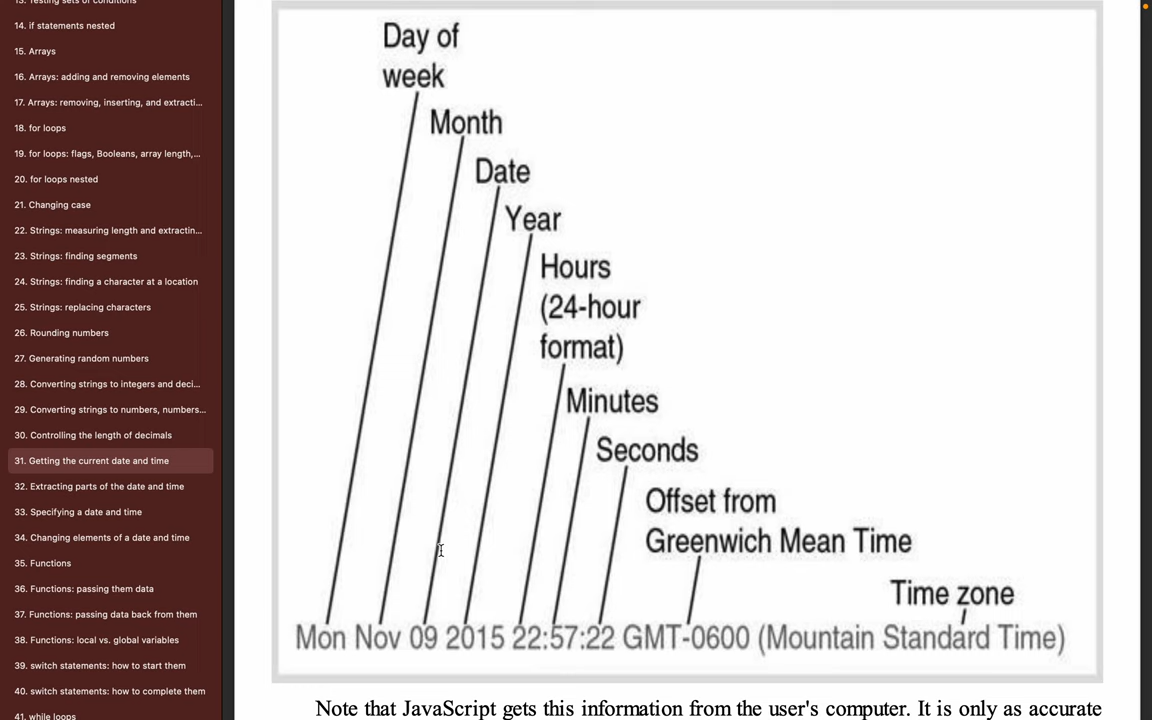 13. Testing sets of conditions
14. if statements nested
15. Arrays
16. Arrays: adding and removing elements
17. Arrays: removing, inserting, and extracti...
18. for loops
19. for loops: flags, Booleans, array length,...
20. for loops nested
21. Changing case
22. Strings: measuring length and extractin...
23. Strings: finding segments
24. Strings: finding a character at a location
25. Strings: replacing characters
26. Rounding numbers
27. Generating random numbers
28. Converting strings to integers and deci...
29. Converting strings to numbers, numbers...
30. Controlling the length of decimals
31. Getting the current date and time
32. Extracting parts of the date and time
33. Specifying a date and time
34. Changing elements of a date and time
35. Functions
36. Functions: passing them data
37. Functions: passing data back from them
38. Functions: local vs. global variables
39. switch statements: how to start them
40. switch statements: how to complete them
41. while loops
Day of
week
Month
Date
Year
Hours
(24-hour
format)
Minutes
Seconds
Offset from
Greenwich Mean Time
Time zone
Mon Nov 09 2015 22:57:22 GMT-0600 (Mountain Standard Time)
Note that JavaScript gets this information from the user's computer. It is only as accurate